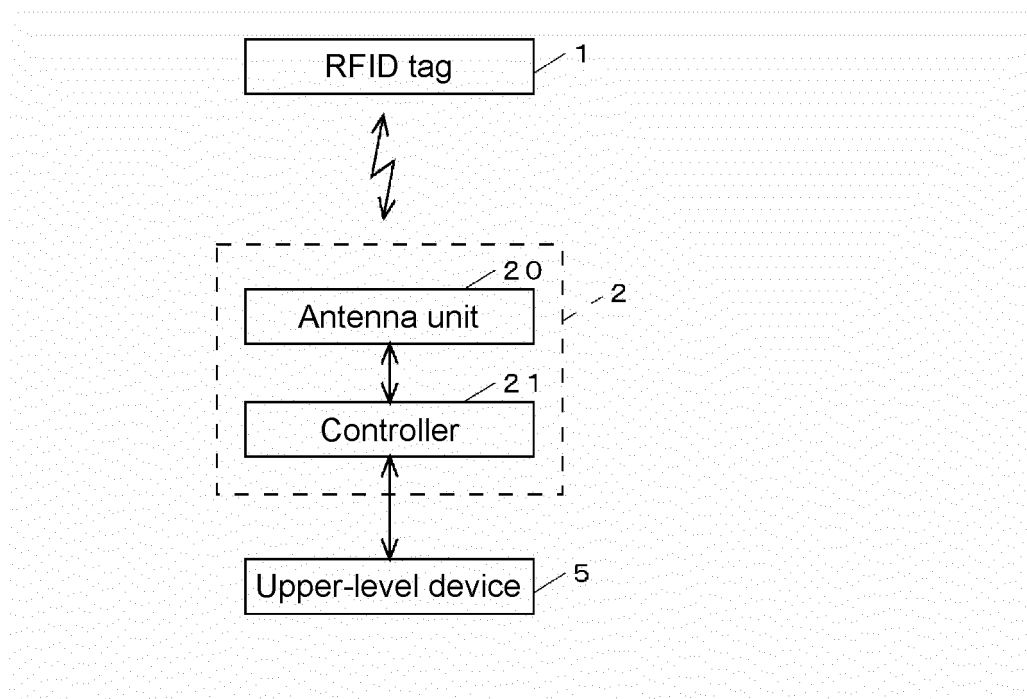 RFID tag
1
20
2
Antenna unit
21
Controller
5
Upper-level device